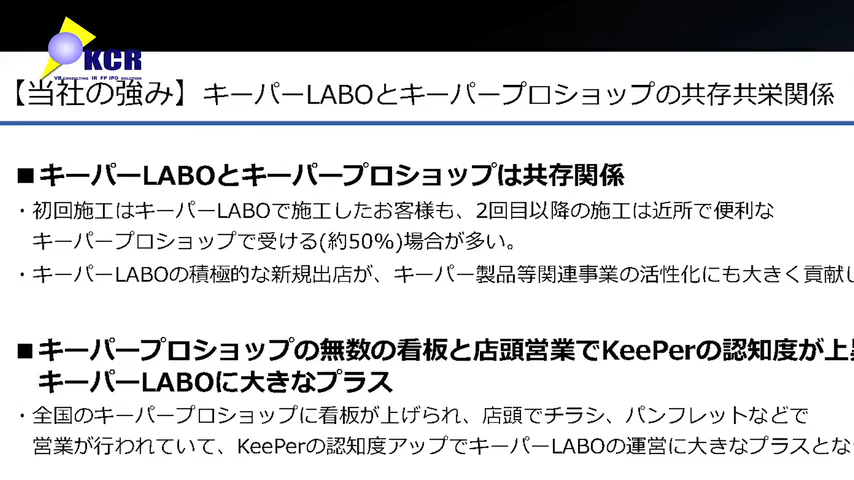 KCR
VB CONSULTING IR FP IPO SOLUTION
【当社の強み】キーパーLABOとキーパープロショップの共存共栄関係
■キーパーLABOとキーパープロショップは共存関係
・初回施工はキーパーLABOで施工したお客様も、2回目以降の施工は近所で便利な
キーパープロショップで受ける(約50%)場合が多い。
・キーパーLABOの積極的な新規出店が、キーパー製品等関連事業の活性化にも大きく貢献し
■キーパープロショップの無数の看板と店頭営業でKeePerの認知度が上
キーパーLABOに大きなプラス
・全国のキーパープロショップに看板が上げられ、店頭でチラシ、パンフレットなどで
営業が行われていて、KeePerの認知度アップでキーパーLABOの運営に大きなプラスとな